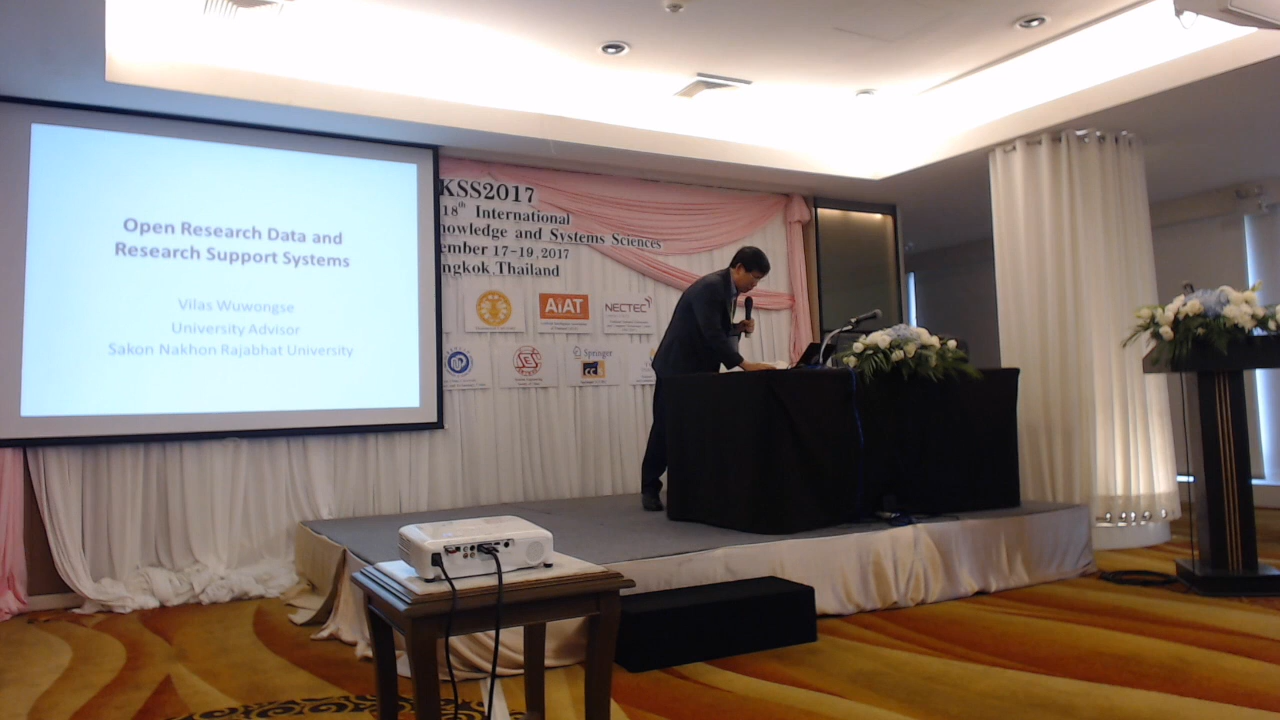 Open Research Data and
Research Support Systems
Vilas Wuwongse
University Advisor
Sakon Nakhon Rajabhat University
KSS2017
18th International
nowledge and Systems Sciences
ember 17-19, 2017
ngkok, Thailand
AiAT
NECTEC
Springer